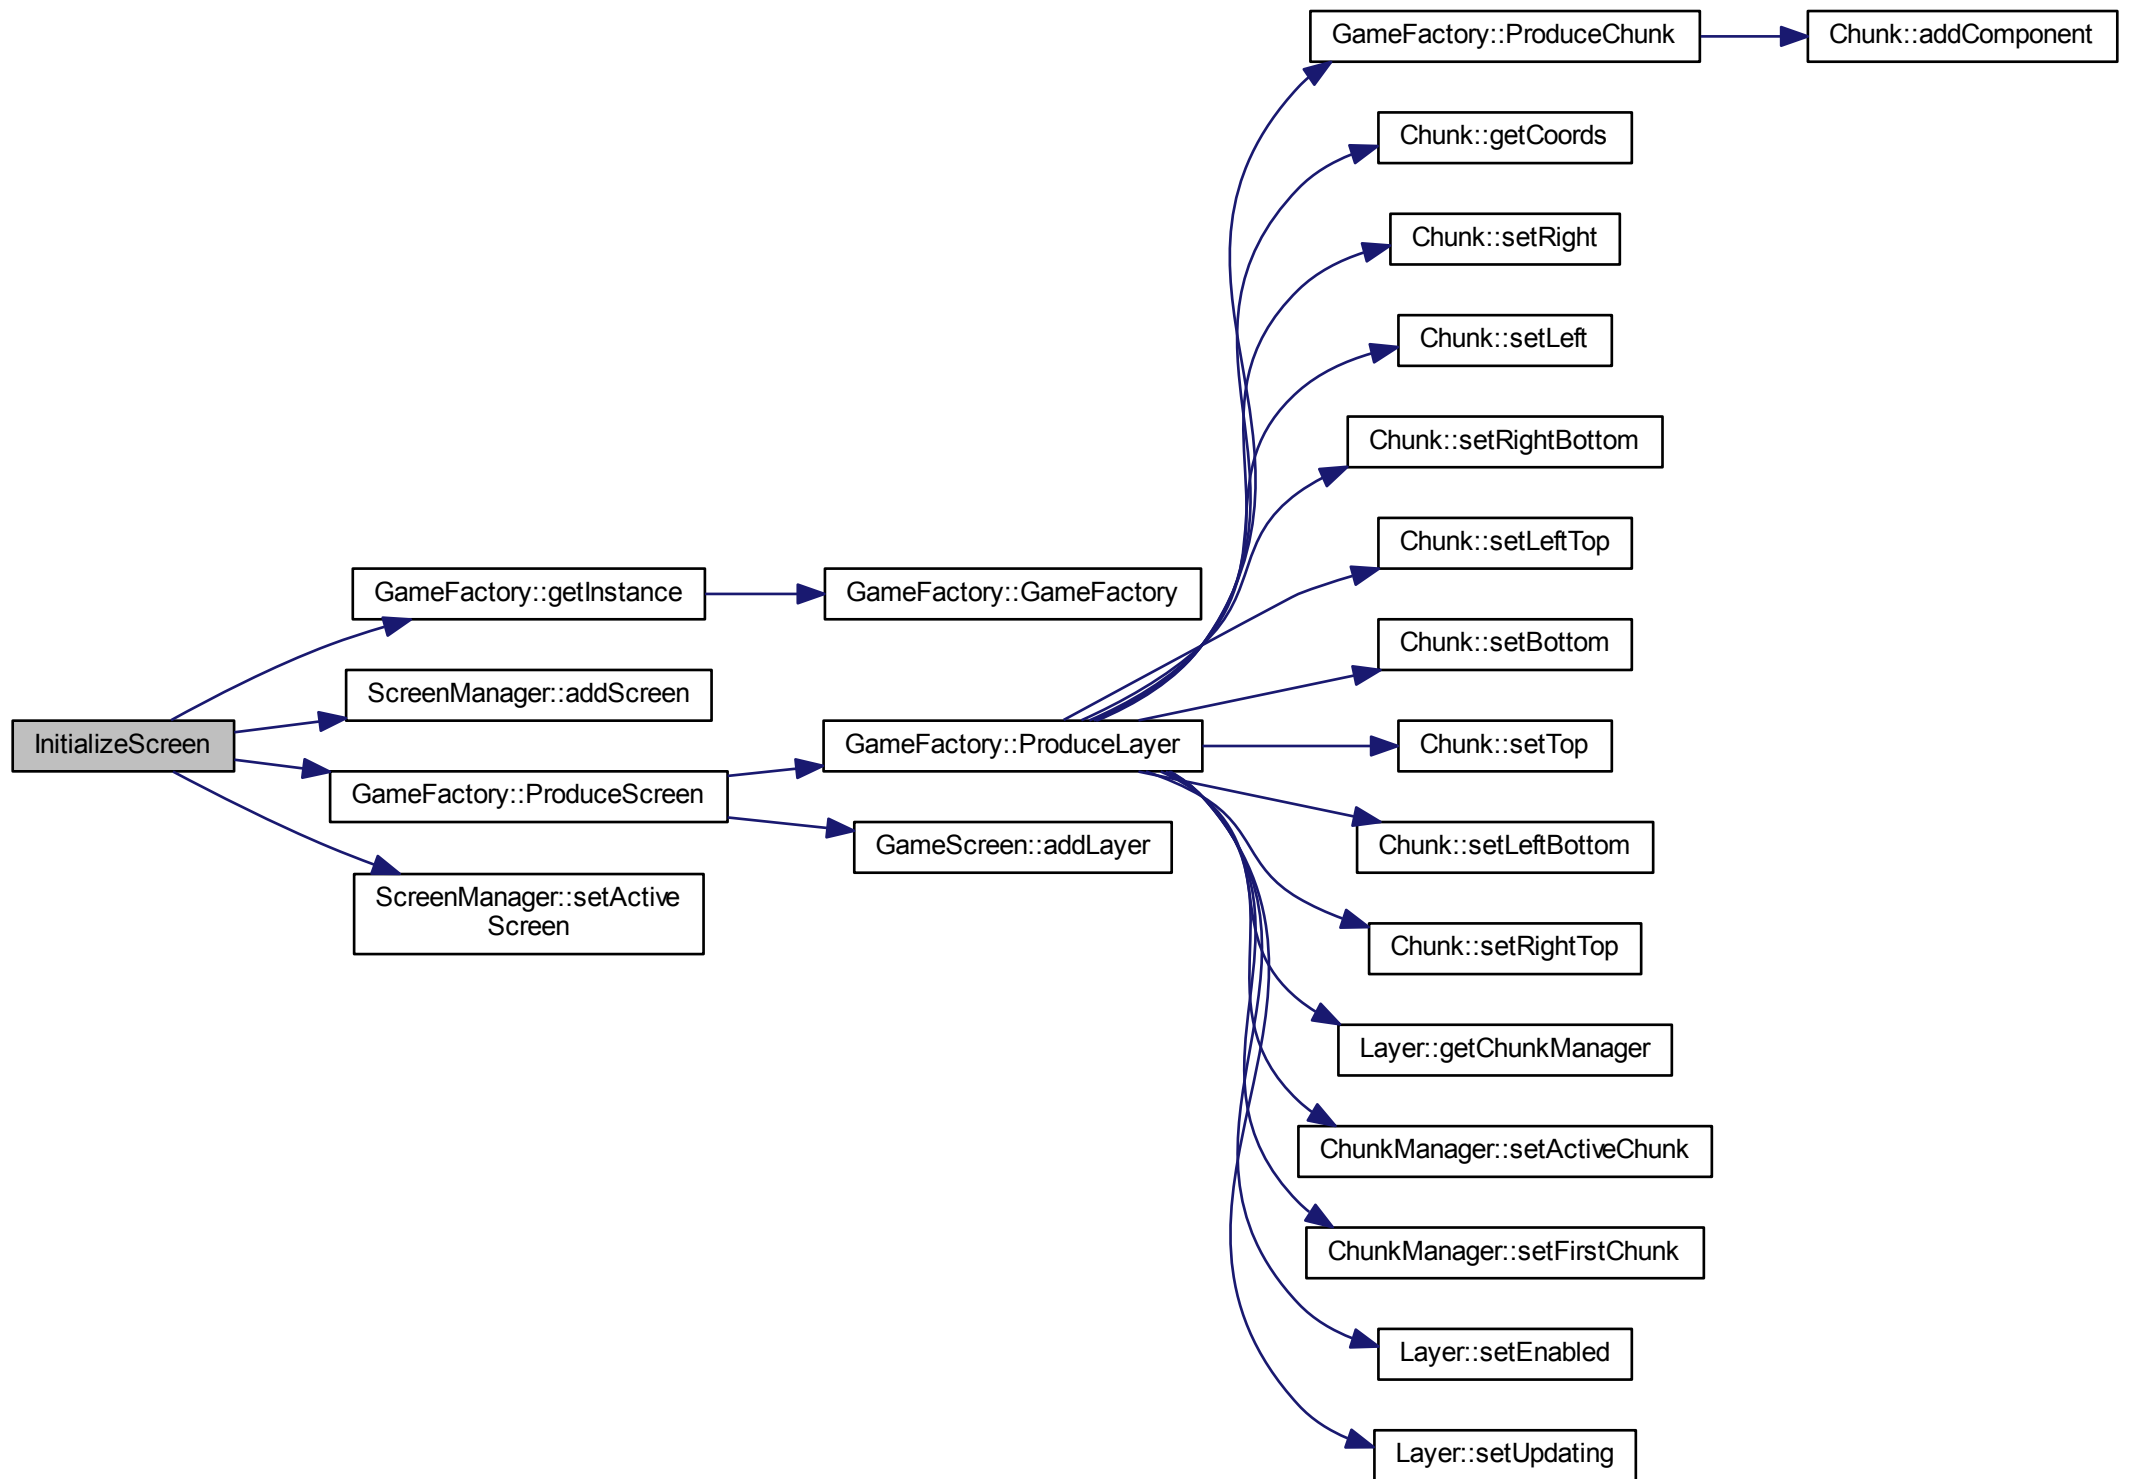 InitializeScreen
GameFactory::getInstance
ScreenManager::addScreen
GameFactory::ProduceScreen
ScreenManager::setActive
Screen
GameFactory::GameFactory
GameFactory::ProduceLayer
GameScreen::addLayer
GameFactory::ProduceChunk
Chunk::getCoords
Chunk::setRight
Chunk::setLeft
Chunk::setRightBottom
Chunk::setLeftTop
Chunk::setBottom
Chunk::setTop
Chunk::setLeftBottom
Chunk::setRightTop
Layer::getChunkManager
ChunkManager::setActiveChunk
ChunkManager::setFirstChunk
Layer::setEnabled
Layer::setUpdating
Chunk::addComponent